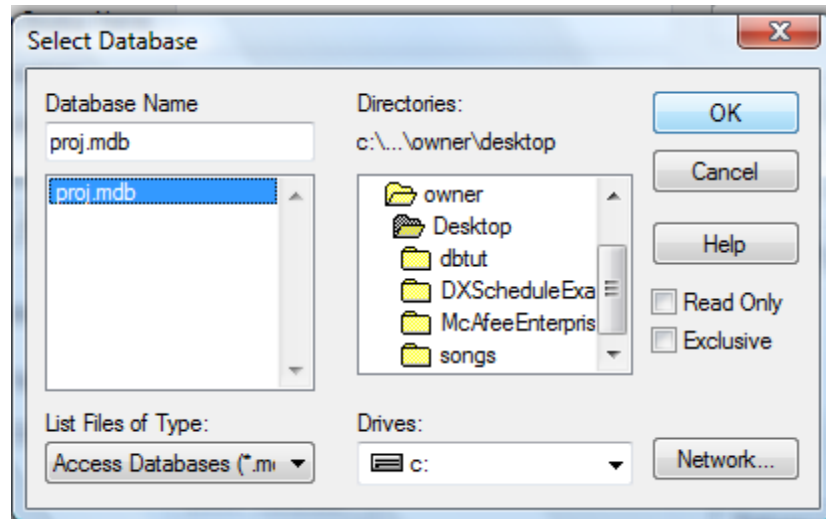 Select Database
Database Name
proj.mdb
proj.mdb
Directories:
c:\...\owner\desktop
owner
Desktop
dbtut
DXScheduleExa
McAfeeEnterpris
songs
OK
Cancel
Help
Read Only
Exclusive
List Files of Type:
Access Databases (*.m
Drives:
c:
Network...